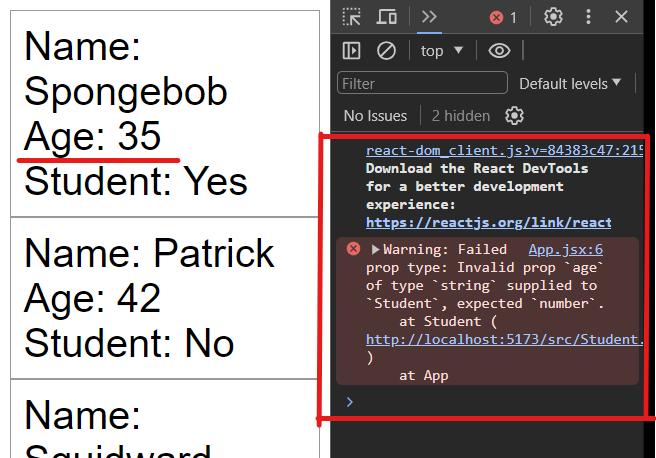 Name:
Spongebob
Age: 35
Student: Yes
Name: Patrick
Age: 42
Student: No
Name:
Squidward
1
top
Filter
Default levels
No Issues
2 hidden
react-dom_client.js?v=84383c47:215
Download the React DevTools
for a better development
experience:
https://reactjs.org/link/react
Warning: Failed App.jsx:6
prop type: Invalid prop `age`
of type `string` supplied to
`Student`, expected `number`.
at Student (
http://localhost:5173/src/Student.
)
at App